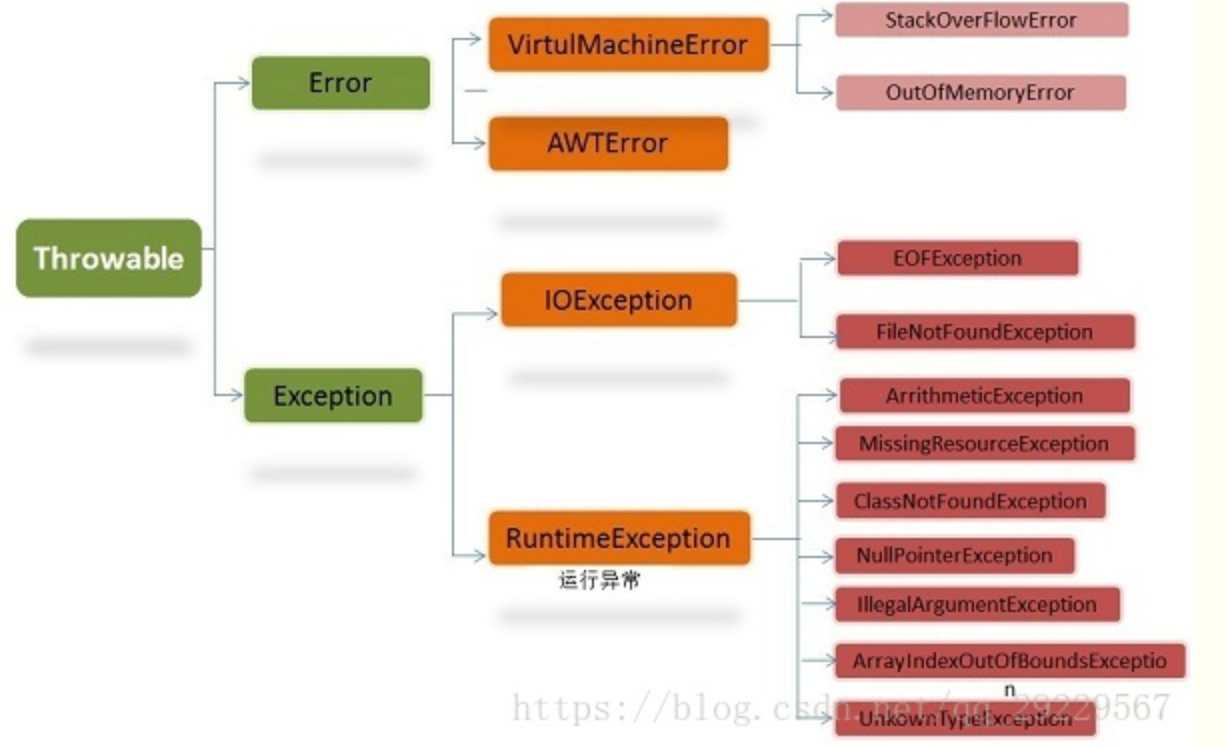 Throwable
Error
VirtulMachineError
StackOverFlowError
OutOfMemoryError
AWTError
Exception
IOException
EOFException
FileNotFoundException
RuntimeException
运行异常
ArrithmeticException
MissingResourceException
ClassNotFoundException
NullPointerException
IllegalArgumentException
ArrayIndexOutOfBoundsExceptio
n
UnkownTypeException
https://blog.csdn.net/qq_29229567